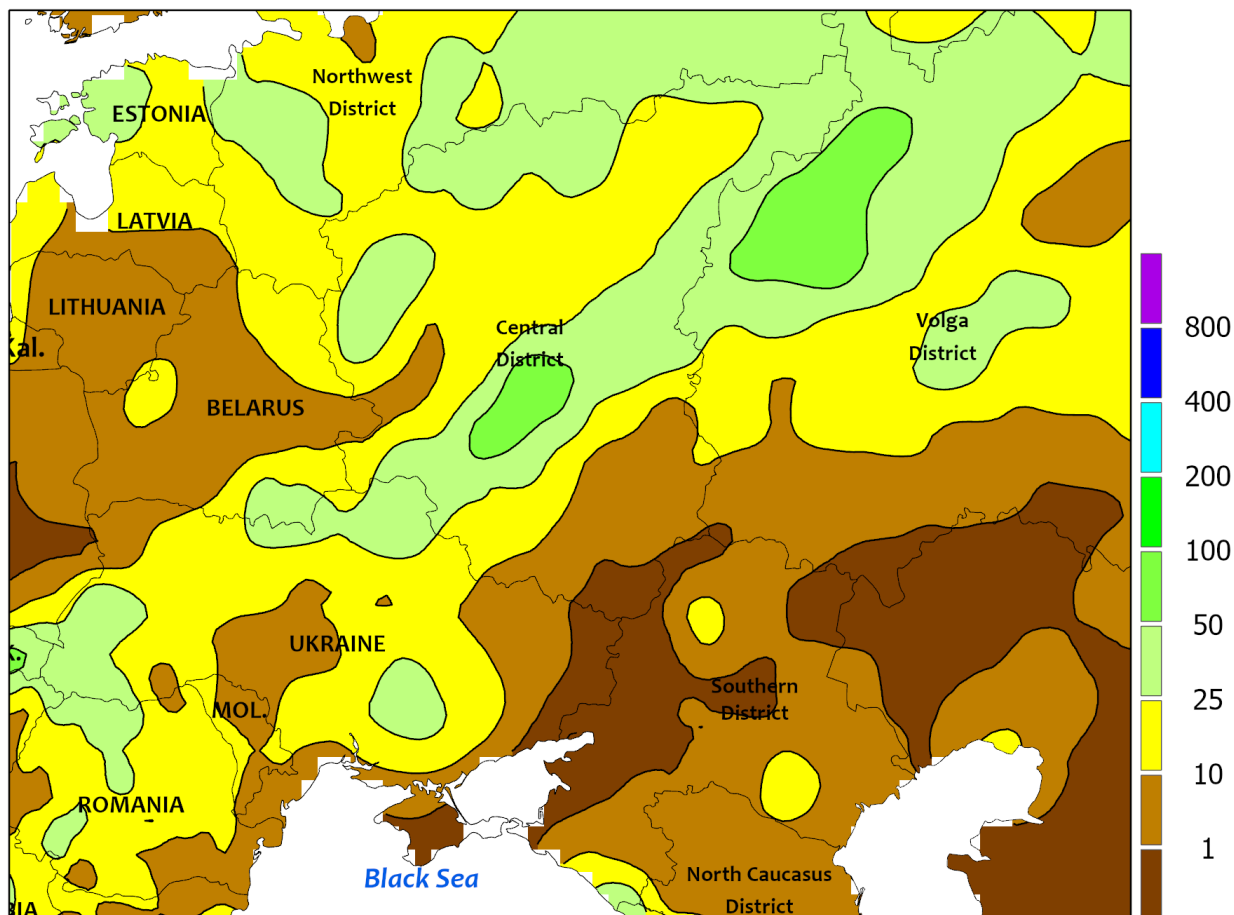 Northwest
District
ESTONIA
LATVIA
LITHUANIA
Kal.
BELARUS
Central
District
Volga
District
UKRAINE
MOL.
Southern
District
ROMANIA
Black Sea
North Caucasus
District
800
400
200
100
50
25
10
1